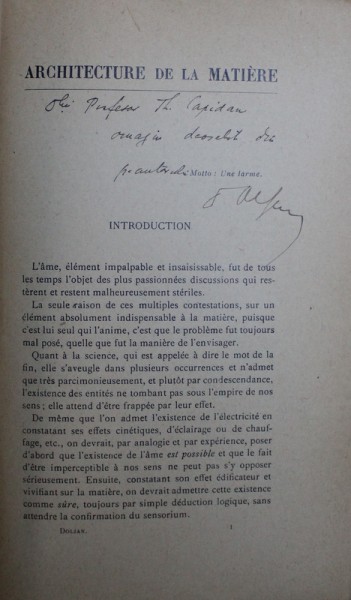 ARCHITECTURE DE LA MATIÈRE
Profesor Th. Capidan
omagiu deosebit
Motto : Une larme.
INTRODUCTION
L'âme, élément impalpable et insaisissable, fut de tous
les temps l'objet des plus passionnées discussions qui res-
tèrent et restent malheureusement stériles.
La seule raison de ces multiples contestations, sur un
élément absolument indispensable à la matière, puisque
c'est lui seul qui l'anime, c'est que le problème fut toujours
mal posé, quelle que fut la manière de l'envisager.
Quant à la science, qui est appelée à dire le mot de la
fin, elle s'aveugle dans plusieurs occurrences et n'admet
que très parcimonieusement, et plutôt par condescendance,
l'existence des entités ne tombant pas sous l'empire de nos
sens ; elle attend d'être frappée par leur effet.
De même que l'on admet l'existence de l'électricité en
constatant ses effets cinétiques, d'éclairage ou de chauf-
fage, etc., on devrait, par analogie et par expérience, poser
d'abord que l'existence de l'âme est possible et que le fait
d'être imperceptible à nos sens ne peut pas s'y opposer
sérieusement. Ensuite, constatant son effet édificateur et
vivifiant sur la matière, on devrait admettre cette existence
comme sûre, toujours par simple déduction logique, sans
attendre la confirmation du sensorium.
DOLJAN. 1